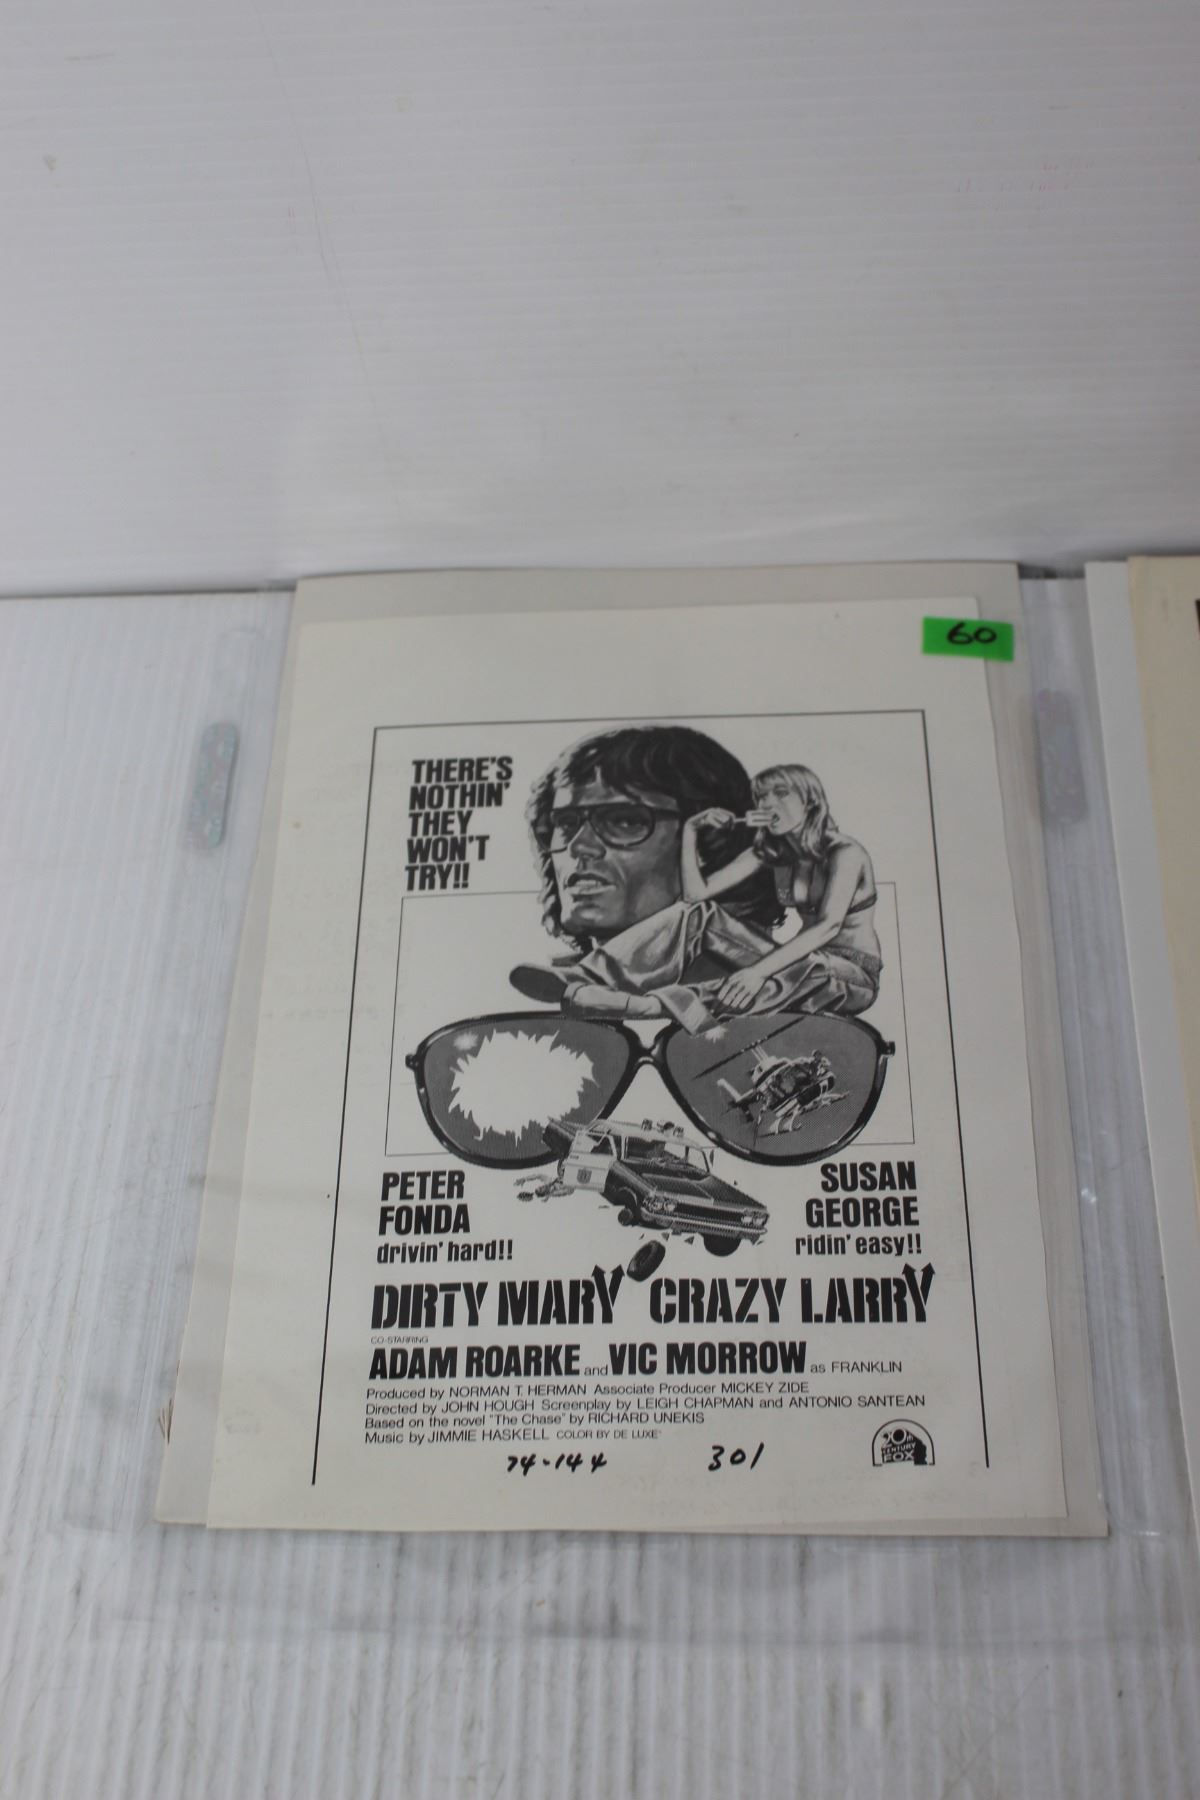 60
THERE'S
NOTHIN'
THEY
WON'T
TRY!!
PETER
FONDA
drivin' hard!!
SUSAN
GEORGE
ridin' easy!!
DIRTY MARY CRAZY LARRY
CO-STARRING
ADAM ROARKE and VIC MORROW as FRANKLIN
Produced by NORMAN T. HERMAN Associate Producer MICKEY ZIDE
Directed by JOHN HOUGH Screenplay by LEIGH CHAPMAN and ANTONIO SANTEAN
Based on the novel "The Chase" by RICHARD UNEKIS
Music by JIMMIE HASKELL COLOR BY DE LUXE®
20th
CENTURY
FOX
74-144 301